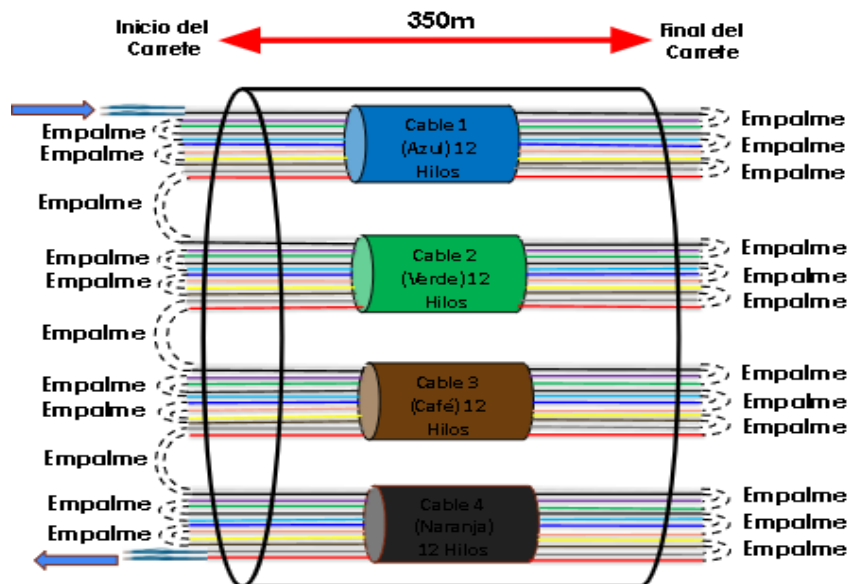 350m
Inicio del
Carrete
Final del
Carrete
Empalme
Empalme
Cable 1
(Azul) 12
Hilos
Empalme
Empalme
Empalme
Empalme
Empalme
Empalme
Cable 2
(Verde) 12
Hilos
Empalme
Empalme
Empalme
Empalme
Empalme
Empalme
Cable 3
(Café) 12
Hilos
Empalme
Empalme
Empalme
Empalme
Empalme
Empalme
Cable 4
(Naranja)
12 Hilos
Empalme
Empalme
Empalme